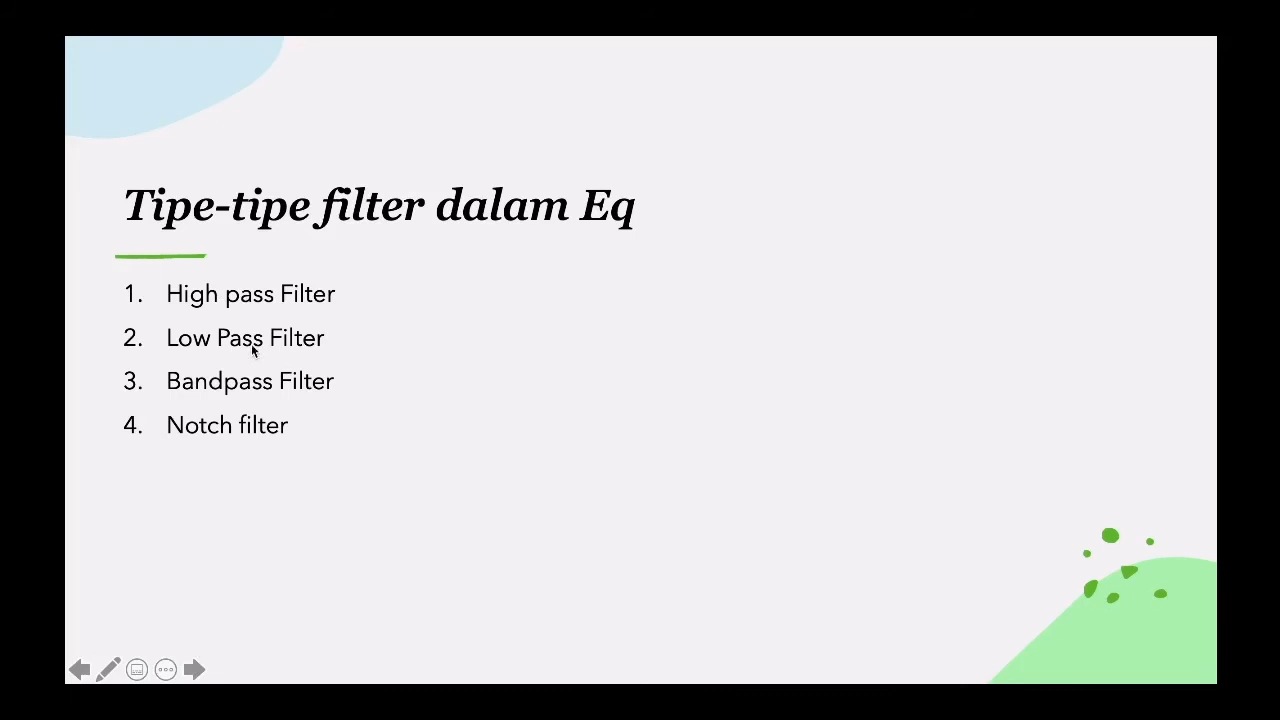 Tipe-tipe filter dalam Eq
1. High pass Filter
2. Low Pass Filter
3. Bandpass Filter
4. Notch filter